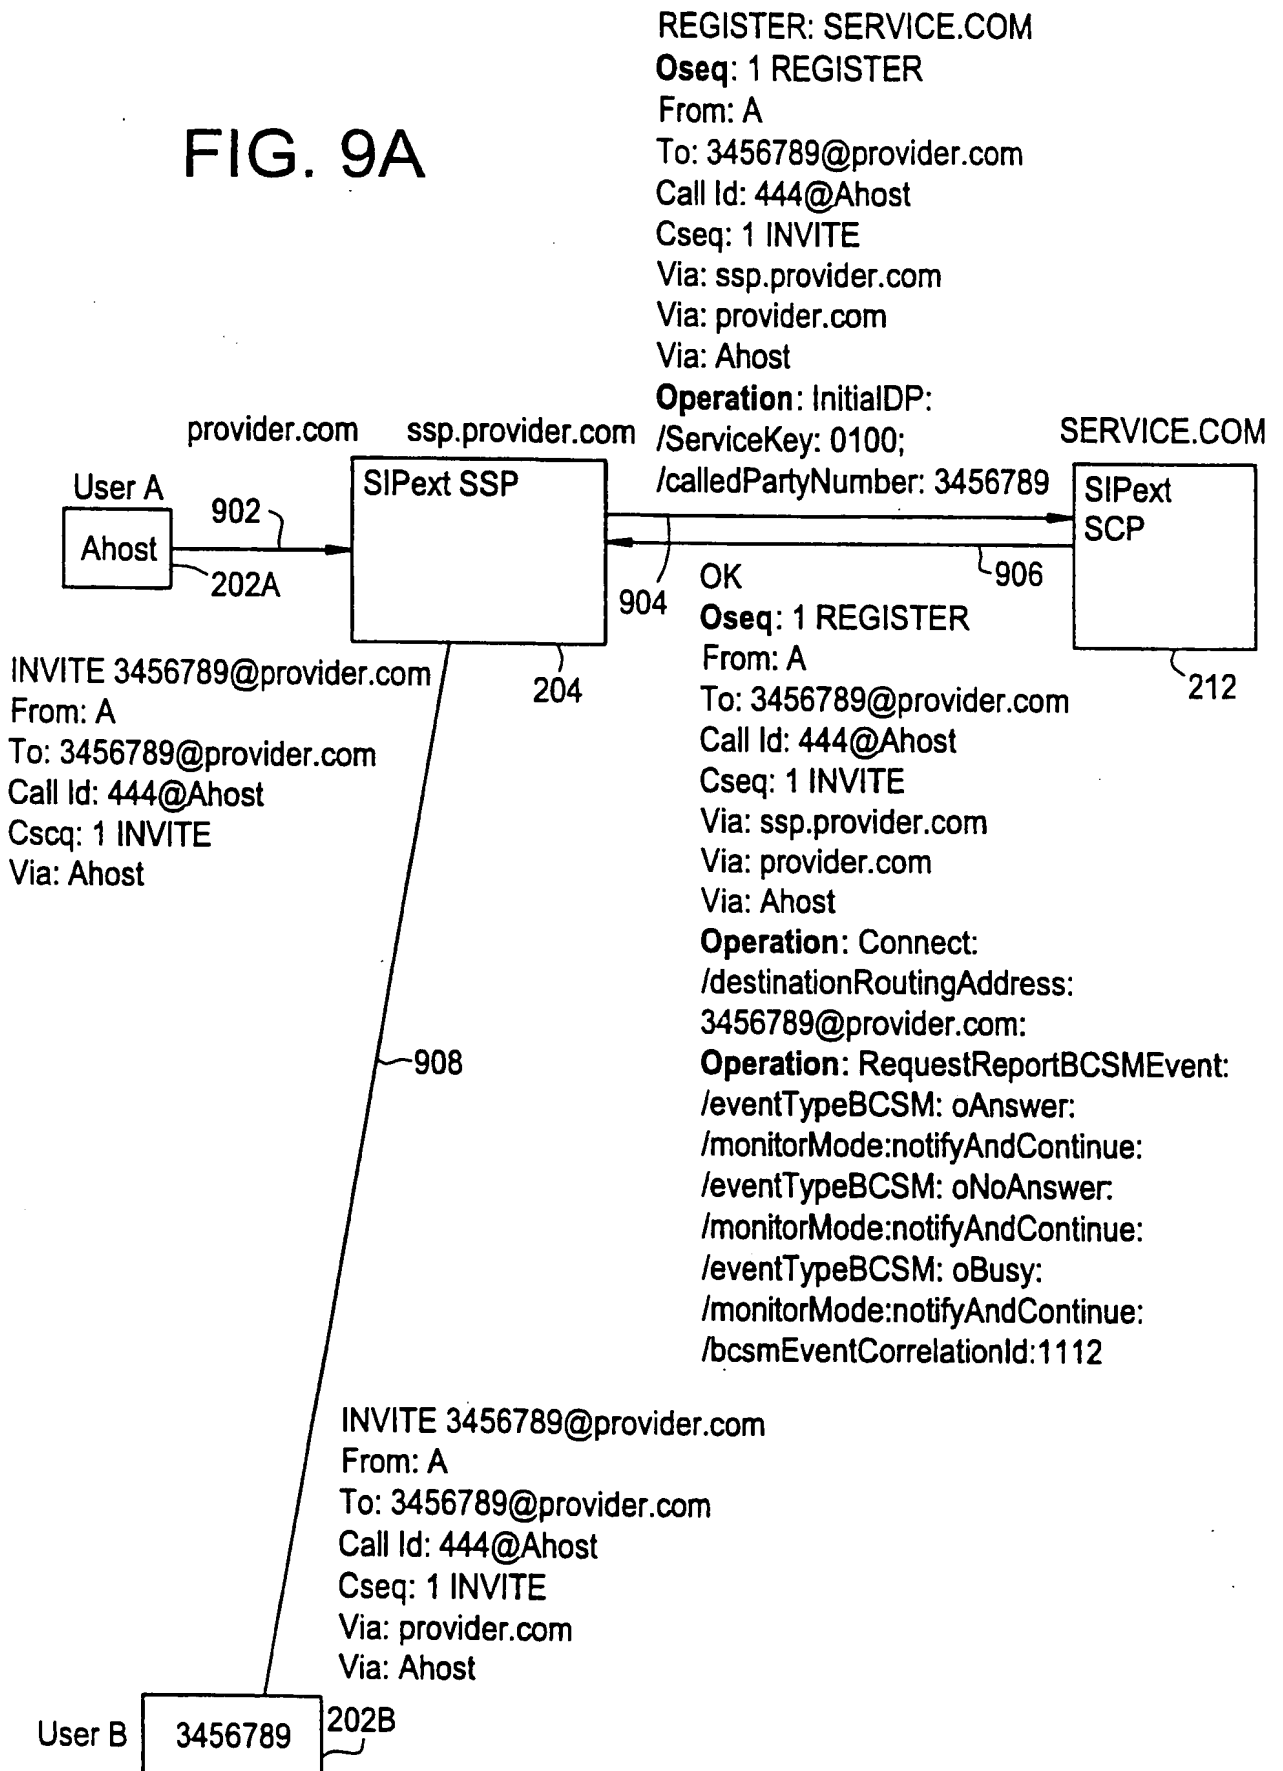 FIG. 9A
REGISTER: SERVICE.COM
Oseq: 1 REGISTER
From: A
To: 3456789@provider.com
Call Id: 444@Ahost
Cseq: 1 INVITE
Via: ssp.provider.com
Via: provider.com
Via: Ahost
Operation: InitialDP:
/ServiceKey: 0100;
/calledPartyNumber: 3456789
provider.com
ssp.provider.com
SERVICE.COM
User A
Ahost
202A
902
SIPext SSP
204
904
906
SIPext
SCP
212
INVITE 3456789@provider.com
From: A
To: 3456789@provider.com
Call Id: 444@Ahost
Cscq: 1 INVITE
Via: Ahost
OK
Oseq: 1 REGISTER
From: A
To: 3456789@provider.com
Call Id: 444@Ahost
Cseq: 1 INVITE
Via: ssp.provider.com
Via: provider.com
Via: Ahost
Operation: Connect:
/destinationRoutingAddress:
3456789@provider.com:
Operation: RequestReportBCSMEvent:
/eventTypeBCSM: oAnswer:
/monitorMode:notifyAndContinue:
/eventTypeBCSM: oNoAnswer:
/monitorMode:notifyAndContinue:
/eventTypeBCSM: oBusy:
/monitorMode:notifyAndContinue:
/bcsmEventCorrelationId:1112
908
INVITE 3456789@provider.com
From: A
To: 3456789@provider.com
Call Id: 444@Ahost
Cseq: 1 INVITE
Via: provider.com
Via: Ahost
User B
3456789
202B